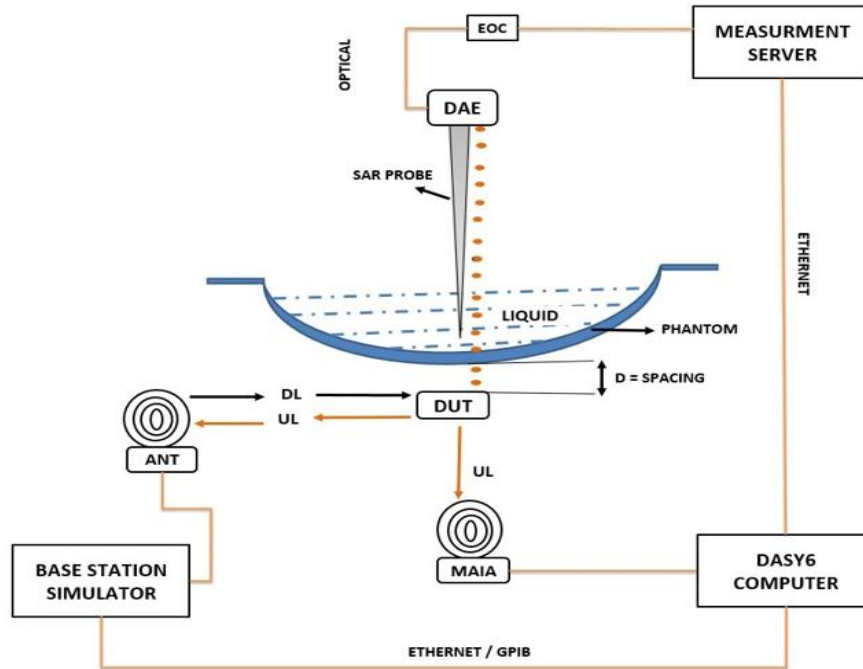 EOC
MEASURMENT
SERVER
OPTICAL
DAE
SAR PROBE
ETHERNET
LIQUID
PHANTOM
D = SPACING
DL
DUT
UL
ANT
UL
MAIA
BASE STATION
SIMULATOR
DASY6
COMPUTER
ETHERNET / GPIB